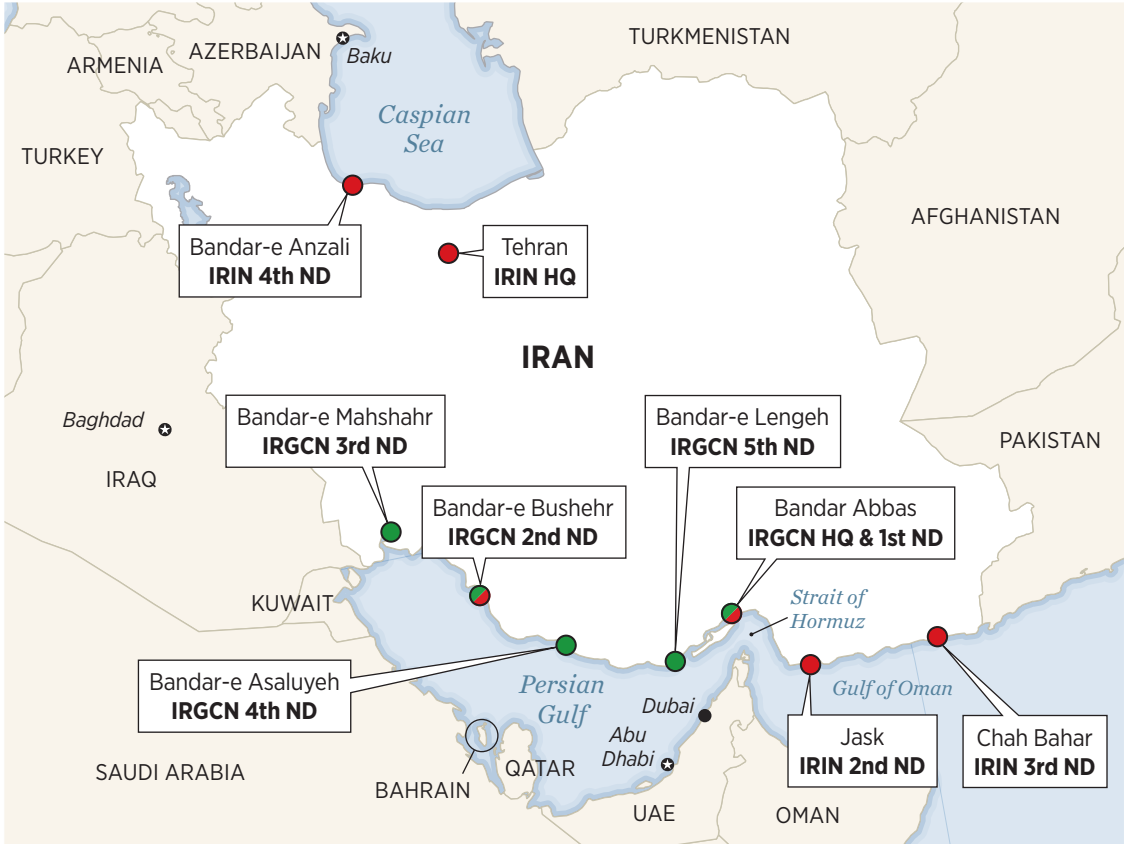 TURKMENISTAN
AZERBAIJAN
Baku
ARMENIA
Caspian
Sea
TURKEY
AFGHANISTAN
Bandar-e Anzali
IRIN 4th ND
Tehran
IRIN HQ
IRAN
Bandar-e Mahshahr
IRGCN 3rd ND
Bandar-e Lengeh
IRGCN 5th ND
Baghdad
PAKISTAN
IRAQ
Bandar-e Bushehr
IRGCN 2nd ND
Bandar Abbas
IRGCN HQ & 1st ND
KUWAIT
Strait of
Hormuz
Bandar-e Asaluyeh
IRGCN 4th ND
Persian
Gulf
Gulf of Oman
Dubai
Abu
Dhabi
Jask
IRIN 2nd ND
Chah Bahar
IRIN 3rd ND
SAUDI ARABIA
BAHRAIN
QATAR
UAE
OMAN